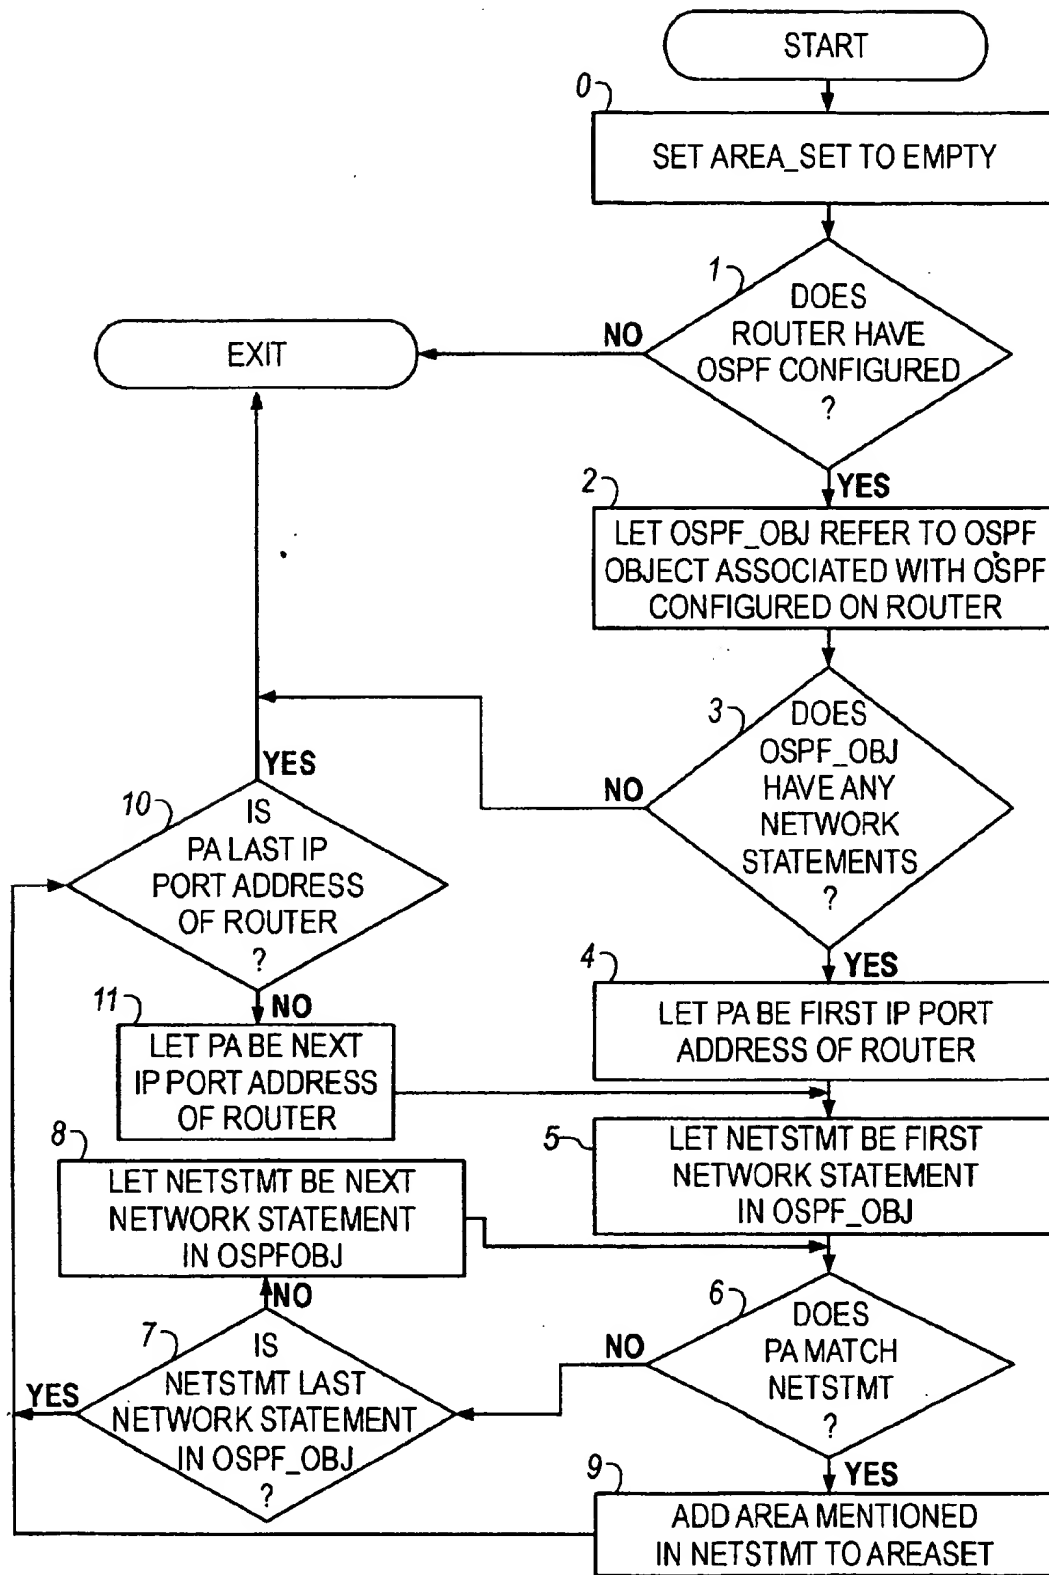 START
0
SET AREA_SET TO EMPTY
1
DOES
ROUTER HAVE
OSPF CONFIGURED
?
NO
EXIT
YES
2
LET OSPF_OBJ REFER TO OSPF
OBJECT ASSOCIATED WITH OSPF
CONFIGURED ON ROUTER
3
DOES
OSPF_OBJ
HAVE ANY
NETWORK
STATEMENTS
?
NO
YES
10
IS
PA LAST IP
PORT ADDRESS
OF ROUTER
?
YES
NO
4
LET PA BE FIRST IP PORT
ADDRESS OF ROUTER
11
LET PA BE NEXT
IP PORT ADDRESS
OF ROUTER
5
LET NETSTMT BE FIRST
NETWORK STATEMENT
IN OSPF_OBJ
8
LET NETSTMT BE NEXT
NETWORK STATEMENT
IN OSPFOBJ
NO
6
DOES
PA MATCH
NETSTMT
?
NO
YES
7
IS
NETSTMT LAST
NETWORK STATEMENT
IN OSPF_OBJ
?
YES
9
ADD AREA MENTIONED
IN NETSTMT TO AREASET